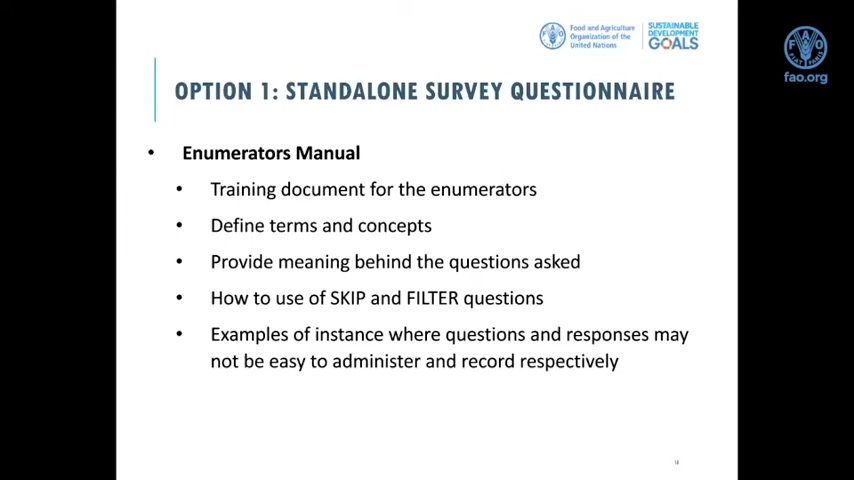 Food and Agriculture
Organization of the
United Nations
SUSTAINABLE
DEVELOPMENT
GOALS
FAO
FIAT PANIS
fao.org
OPTION 1: STANDALONE SURVEY QUESTIONNAIRE
• Enumerators Manual
• Training document for the enumerators
• Define terms and concepts
• Provide meaning behind the questions asked
• How to use of SKIP and FILTER questions
• Examples of instance where questions and responses may
not be easy to administer and record respectively